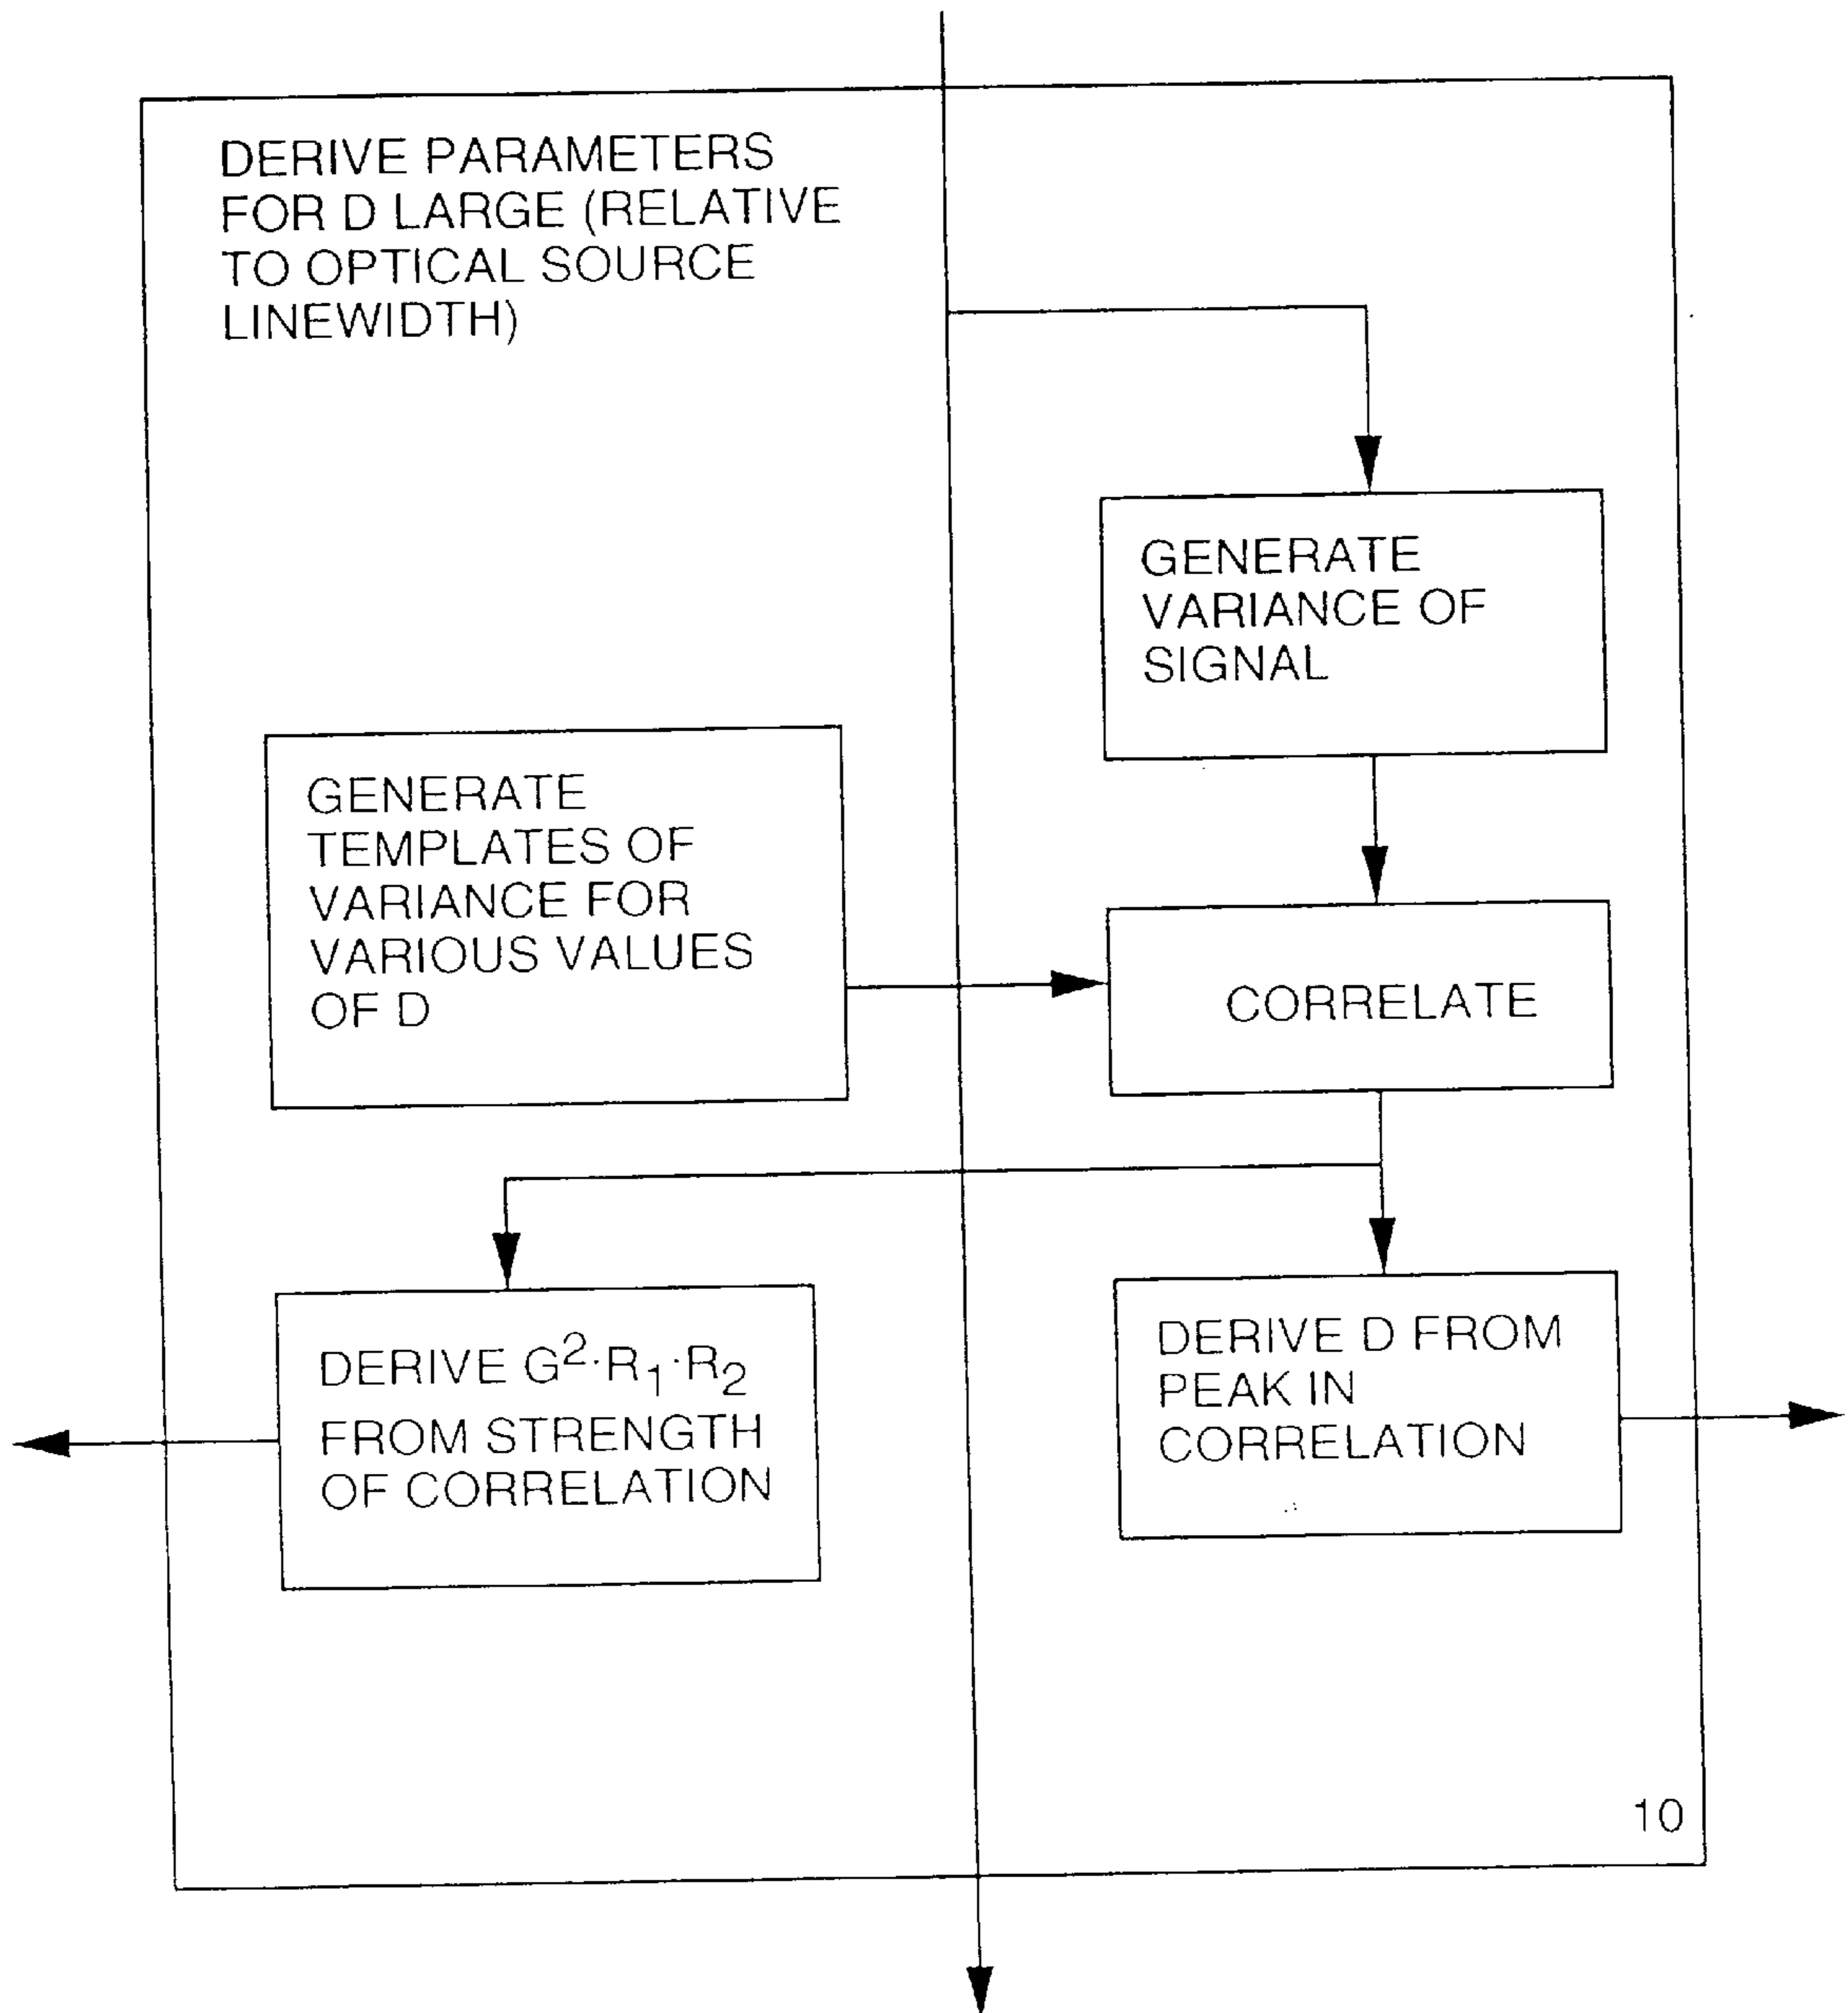 DERIVE PARAMETERS
FOR D LARGE (RELATIVE
TO OPTICAL SOURCE
LINEWIDTH)
GENERATE
VARIANCE OF
SIGNAL
GENERATE
TEMPLATES OF
VARIANCE FOR
VARIOUS VALUES
OF D
CORRELATE
DERIVE G²·R₁·R₂
FROM STRENGTH
OF CORRELATION
DERIVE D FROM
PEAK IN
CORRELATION
10